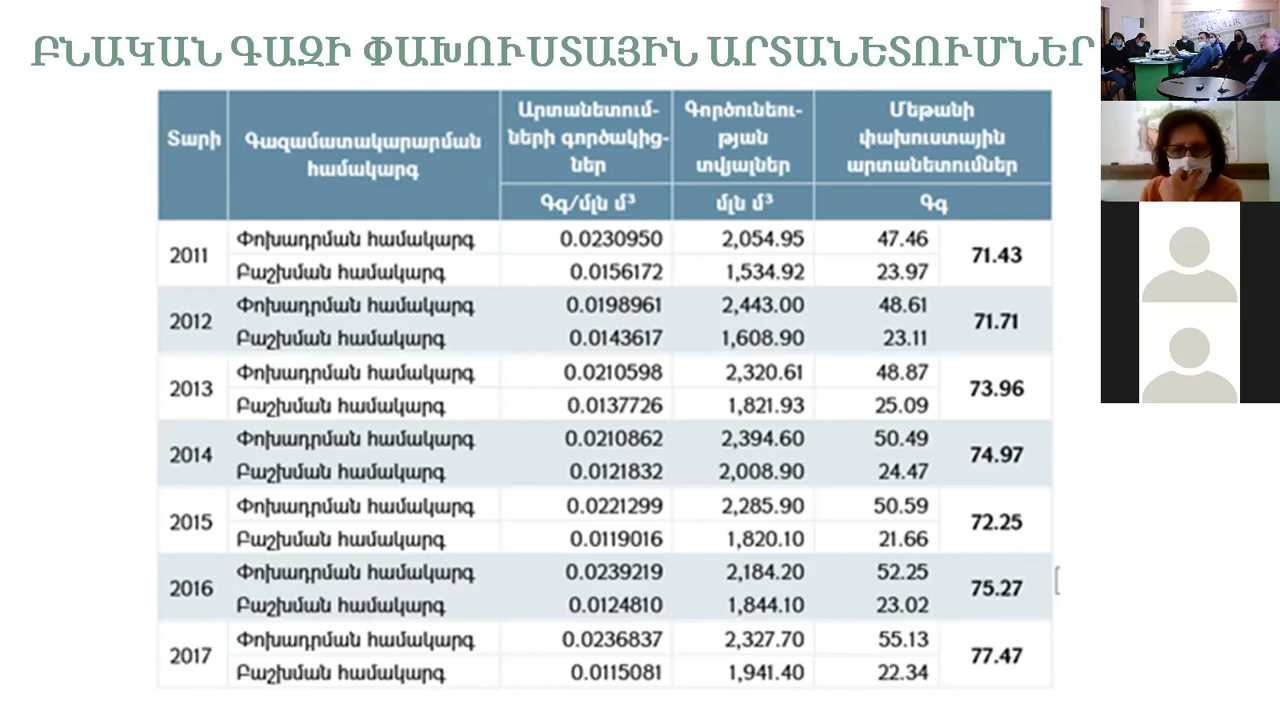 ԲՆԱԿԱՆ ԳԱԶԻ ՓԱԽՈՒՍՏԱՅԻՆ ԱՐՏԱՆԵՏՈՒՄՆԵՐ
Տարի Գազամատակարարման համակարգ Արտանետում-ների գործակից-ներ Գործունեու-թյան տվյալներ Մեթանի փախուստային արտանետումներ
Գգ/մլն մ³ մլն մ³ Գգ
2011 Փոխադրման համակարգ 0.0230950 2,054.95 47.46 71.43
Բաշխման համակարգ 0.0156172 1,534.92 23.97
2012 Փոխադրման համակարգ 0.0198961 2,443.00 48.61 71.71
Բաշխման համակարգ 0.0143617 1,608.90 23.11
2013 Փոխադրման համակարգ 0.0210598 2,320.61 48.87 73.96
Բաշխման համակարգ 0.0137726 1,821.93 25.09
2014 Փոխադրման համակարգ 0.0210862 2,394.60 50.49 74.97
Բաշխման համակարգ 0.0121832 2,008.90 24.47
2015 Փոխադրման համակարգ 0.0221299 2,285.90 50.59 72.25
Բաշխման համակարգ 0.0119016 1,820.10 21.66
2016 Փոխադրման համակարգ 0.0239219 2,184.20 52.25 75.27
Բաշխման համակարգ 0.0124810 1,844.10 23.02
2017 Փոխադրման համակարգ 0.0236837 2,327.70 55.13 77.47
Բաշխման համակարգ 0.0115081 1,941.40 22.34